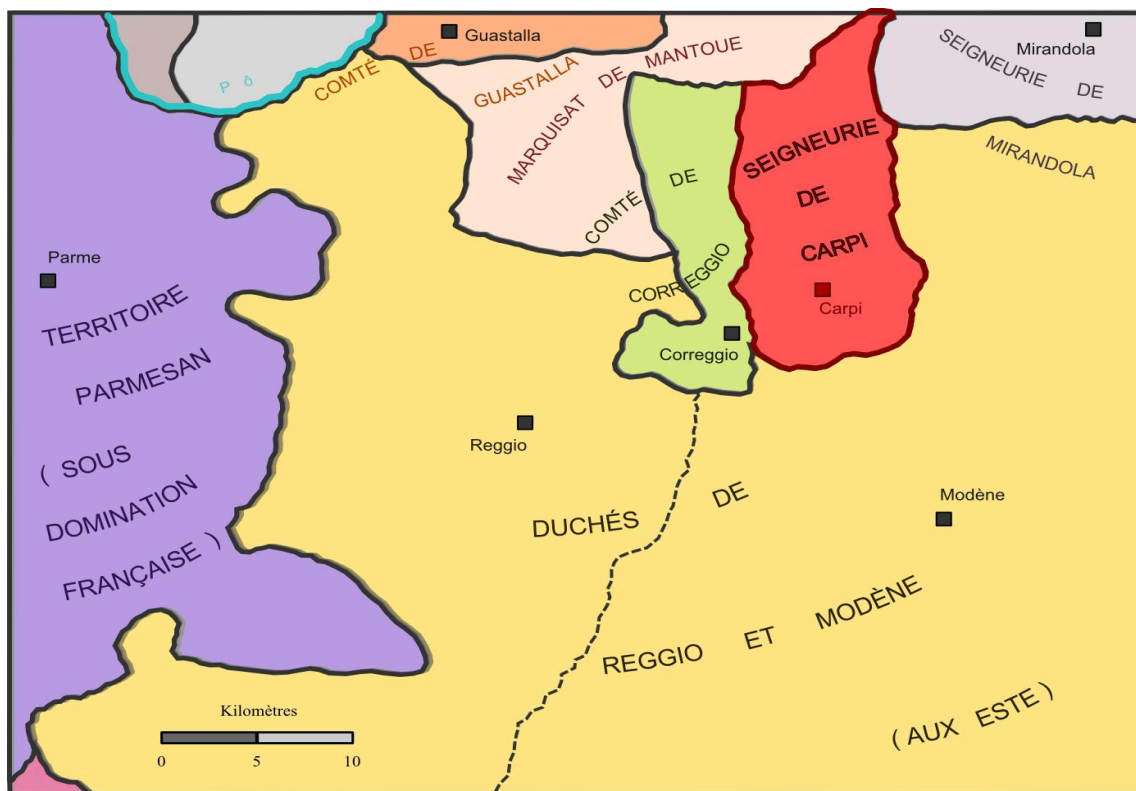 Guastalla
Mirandola
SEIGNEURIE DE
MIRANDOLA
Pô
COMTÉ DE
GUASTALLA
MARQUISAT DE MANTOUE
COMTÉ DE
CORREGGIO
SEIGNEURIE
DE
CARPI
Carpi
Parme
TERRITOIRE
PARMESAN
( SOUS
DOMINATION
FRANÇAISE )
Correggio
Reggio
Modène
DUCHÉS DE
REGGIO ET MODÈNE
( AUX ESTE )
Kilomètres
0 5 10